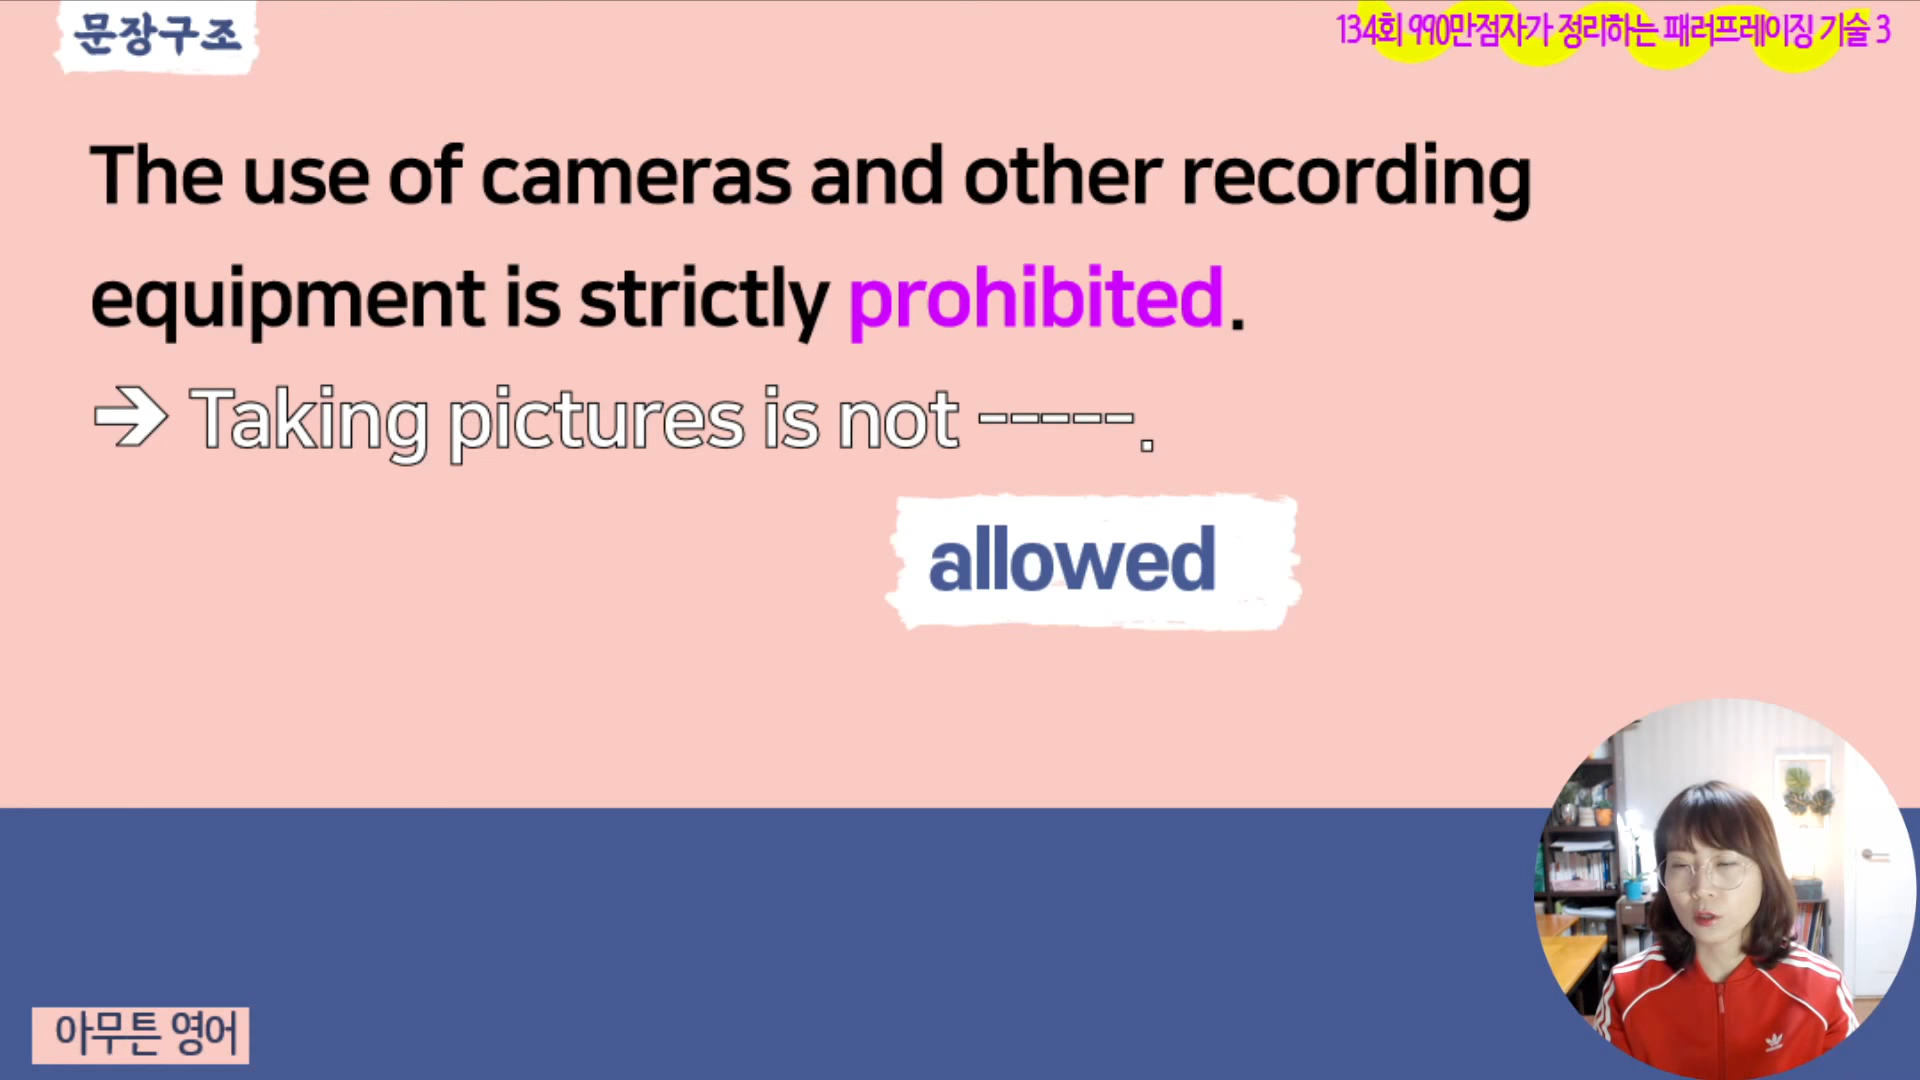 문장구조
134회 990만점자가 정리하는 패러프레이징 기술 3
The use of cameras and other recording
equipment is strictly prohibited.
➔ Taking pictures is not -----.
allowed
아무튼 영어